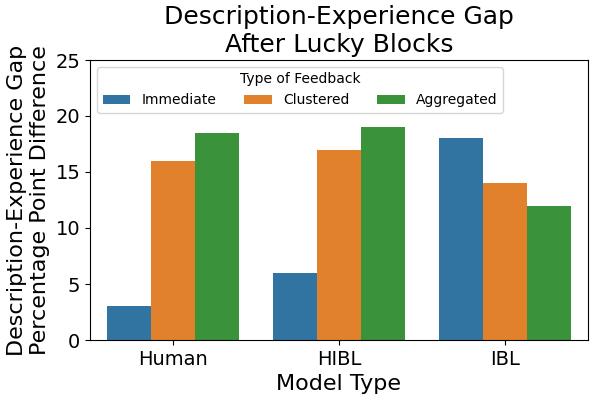 Description-Experience Gap
After Lucky Blocks
Description-Experience Gap
Percentage Point Difference
25
20
15
10
5
0
Type of Feedback
Immediate Clustered Aggregated
Human HIBL IBL
Model Type